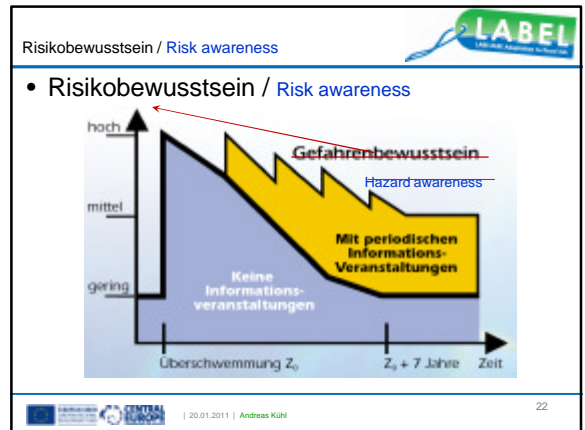 LABEL
Risikobewusstsein / Risk awareness
• Risikobewusstsein / Risk awareness
hoch
Gefahrenbewusstsein
Hazard awareness
mittel
Mit periodischen
Informations-
Veranstaltungen
Keine
Informations-
veranstaltungen
gering
Überschwemmung Z₀
Z₀ + 7 Jahre
Zeit
CENTRAL
EUROPE
| 20.01.2011 | Andreas Kühl
22